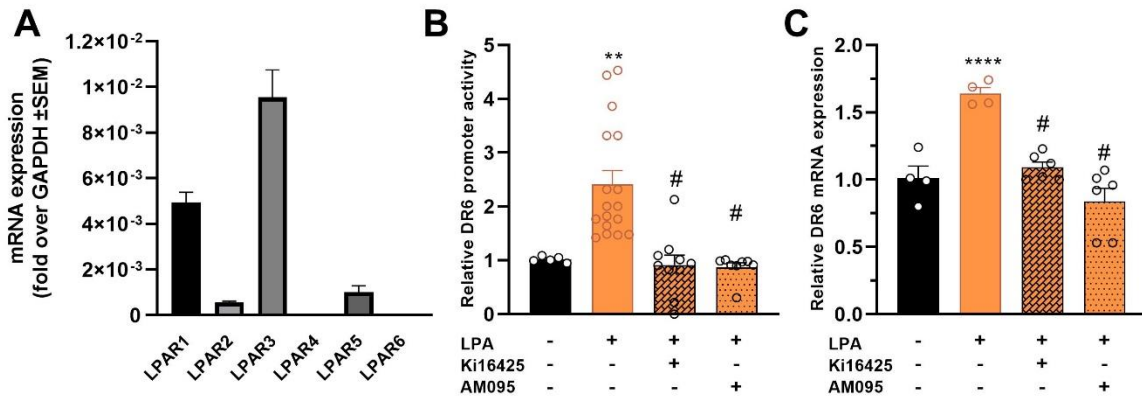 A
mRNA expression
(fold over GAPDH ±SEM)
1.2×10-2
1×10-2
8×10-3
6×10-3
4×10-3
2×10-3
0
LPAR1
LPAR2
LPAR3
LPAR4
LPAR5
LPAR6
B
Relative DR6 promoter activity
5
4
3
2
1
0
**
#
#
LPA - + + +
Ki16425 - - + -
AM095 - - - +
C
Relative DR6 mRNA expression
2.0
1.5
1.0
0.5
0.0
****
#
#
LPA - + + +
Ki16425 - - + -
AM095 - - - +